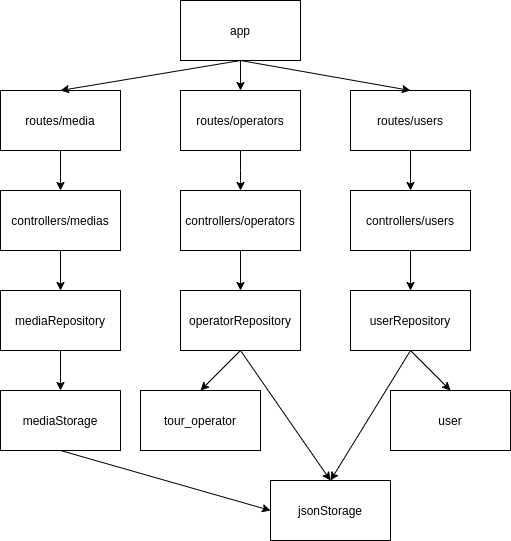 app
routes/media
routes/operators
routes/users
controllers/medias
controllers/operators
controllers/users
mediaRepository
operatorRepository
userRepository
mediaStorage
tour_operator
user
jsonStorage